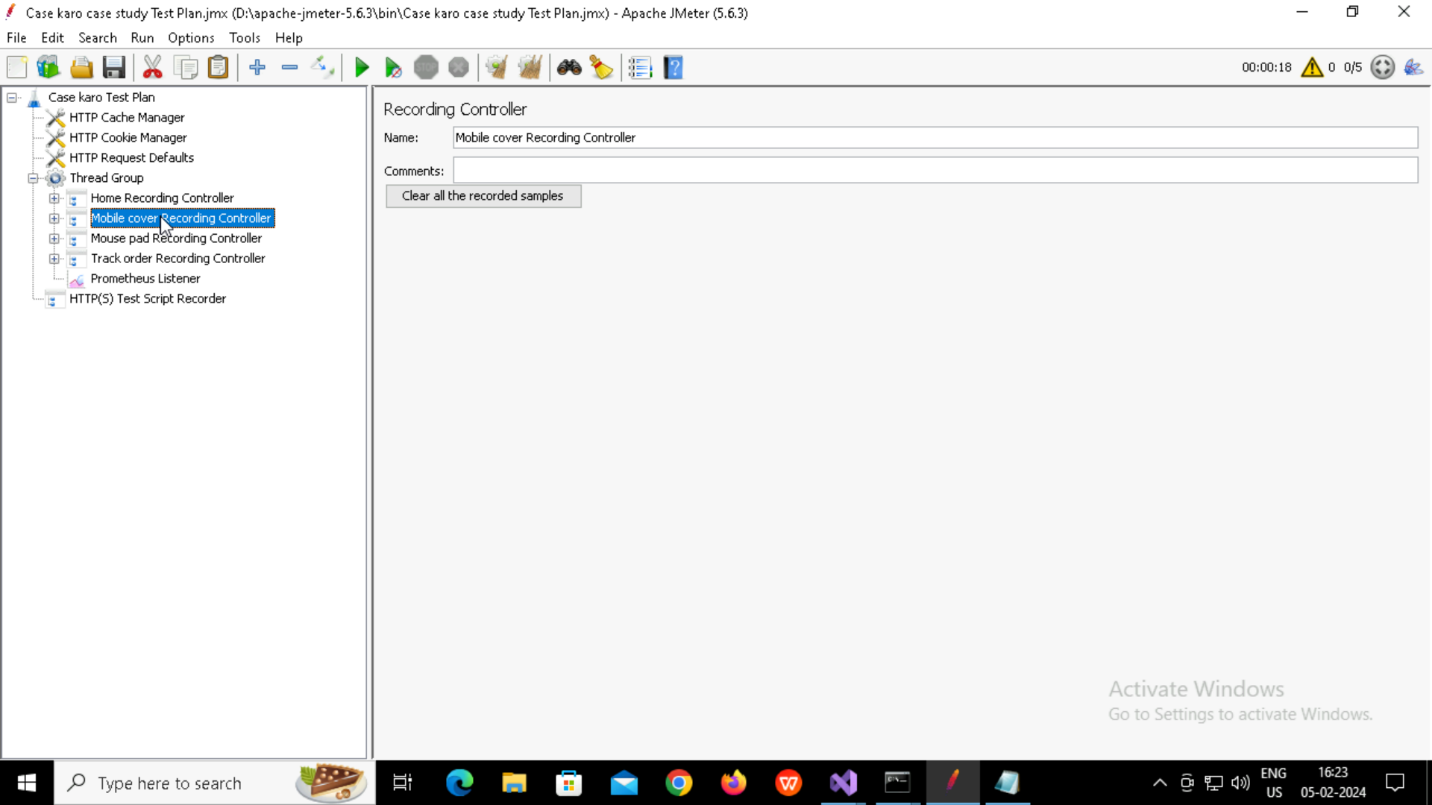 Case karo case study Test Plan.jmx (D:\apache-jmeter-5.6.3\bin\Case karo case study Test Plan.jmx) - Apache JMeter (5.6.3)
File Edit Search Run Options Tools Help
00:00:18 0 0/5
Case karo Test Plan
HTTP Cache Manager
HTTP Cookie Manager
HTTP Request Defaults
Thread Group
Home Recording Controller
Mobile cover Recording Controller
Mouse pad Recording Controller
Track order Recording Controller
Prometheus Listener
HTTP(S) Test Script Recorder
Recording Controller
Name: Mobile cover Recording Controller
Comments:
Clear all the recorded samples
Activate Windows
Go to Settings to activate Windows.
Type here to search
ENG
US
16:23
05-02-2024